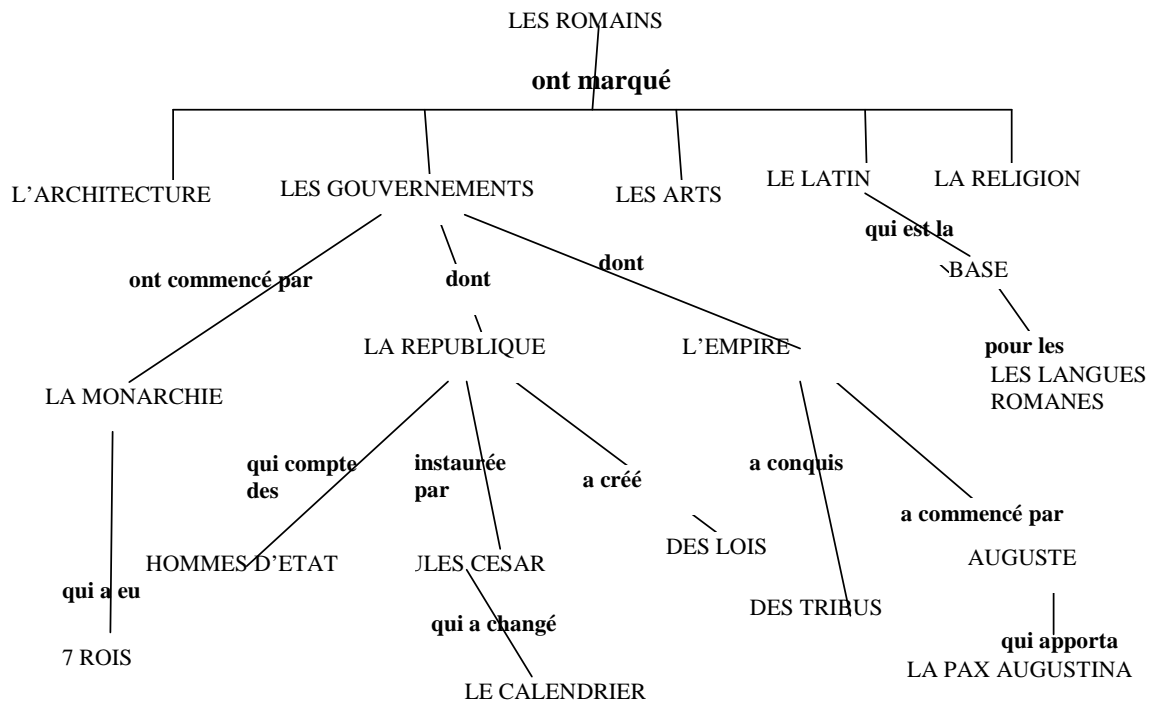 LES ROMAINS
ont marqué
L'ARCHITECTURE
LES GOUVERNEMENTS
LES ARTS
LE LATIN
LA RELIGION
qui est la
BASE
ont commencé par
dont
dont
LA REPUBLIQUE
L'EMPIRE
pour les
LES LANGUES
ROMANES
LA MONARCHIE
qui compte
des
instaurée
par
a créé
a conquis
a commencé par
HOMMES D'ETAT
JLES CESAR
DES LOIS
AUGUSTE
qui a eu
DES TRIBUS
qui a changé
qui apporta
7 ROIS
LA PAX AUGUSTINA
LE CALENDRIER